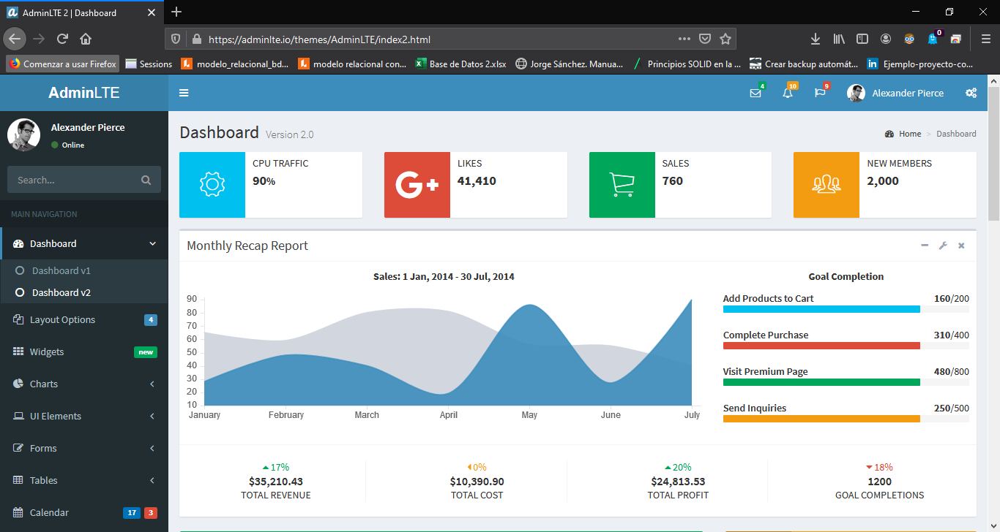 AdminLTE 2 | Dashboard
https://adminlte.io/themes/AdminLTE/index2.html
0
Comenzar a usar Firefox
Sessions
modelo_relacional_bd...
modelo relacional con...
Base de Datos 2.xlsx
Jorge Sánchez. Manua...
Principios SOLID en la ...
Crear backup automát...
Ejemplo-proyecto-co...
AdminLTE
4
10
9
Alexander Pierce
Alexander Pierce
Online
Search...
MAIN NAVIGATION
Dashboard
Dashboard v1
Dashboard v2
Layout Options 4
Widgets new
Charts
UI Elements
Forms
Tables
Calendar 17 3
Dashboard Version 2.0
Home > Dashboard
CPU TRAFFIC
90%
G+
LIKES
41,410
SALES
760
NEW MEMBERS
2,000
Monthly Recap Report
Sales: 1 Jan, 2014 - 30 Jul, 2014
90
80
70
60
50
40
30
20
10
January February March April May June July
Goal Completion
Add Products to Cart 160/200
Complete Purchase 310/400
Visit Premium Page 480/800
Send Inquiries 250/500
17%
$35,210.43
TOTAL REVENUE
0%
$10,390.90
TOTAL COST
20%
$24,813.53
TOTAL PROFIT
18%
1200
GOAL COMPLETIONS